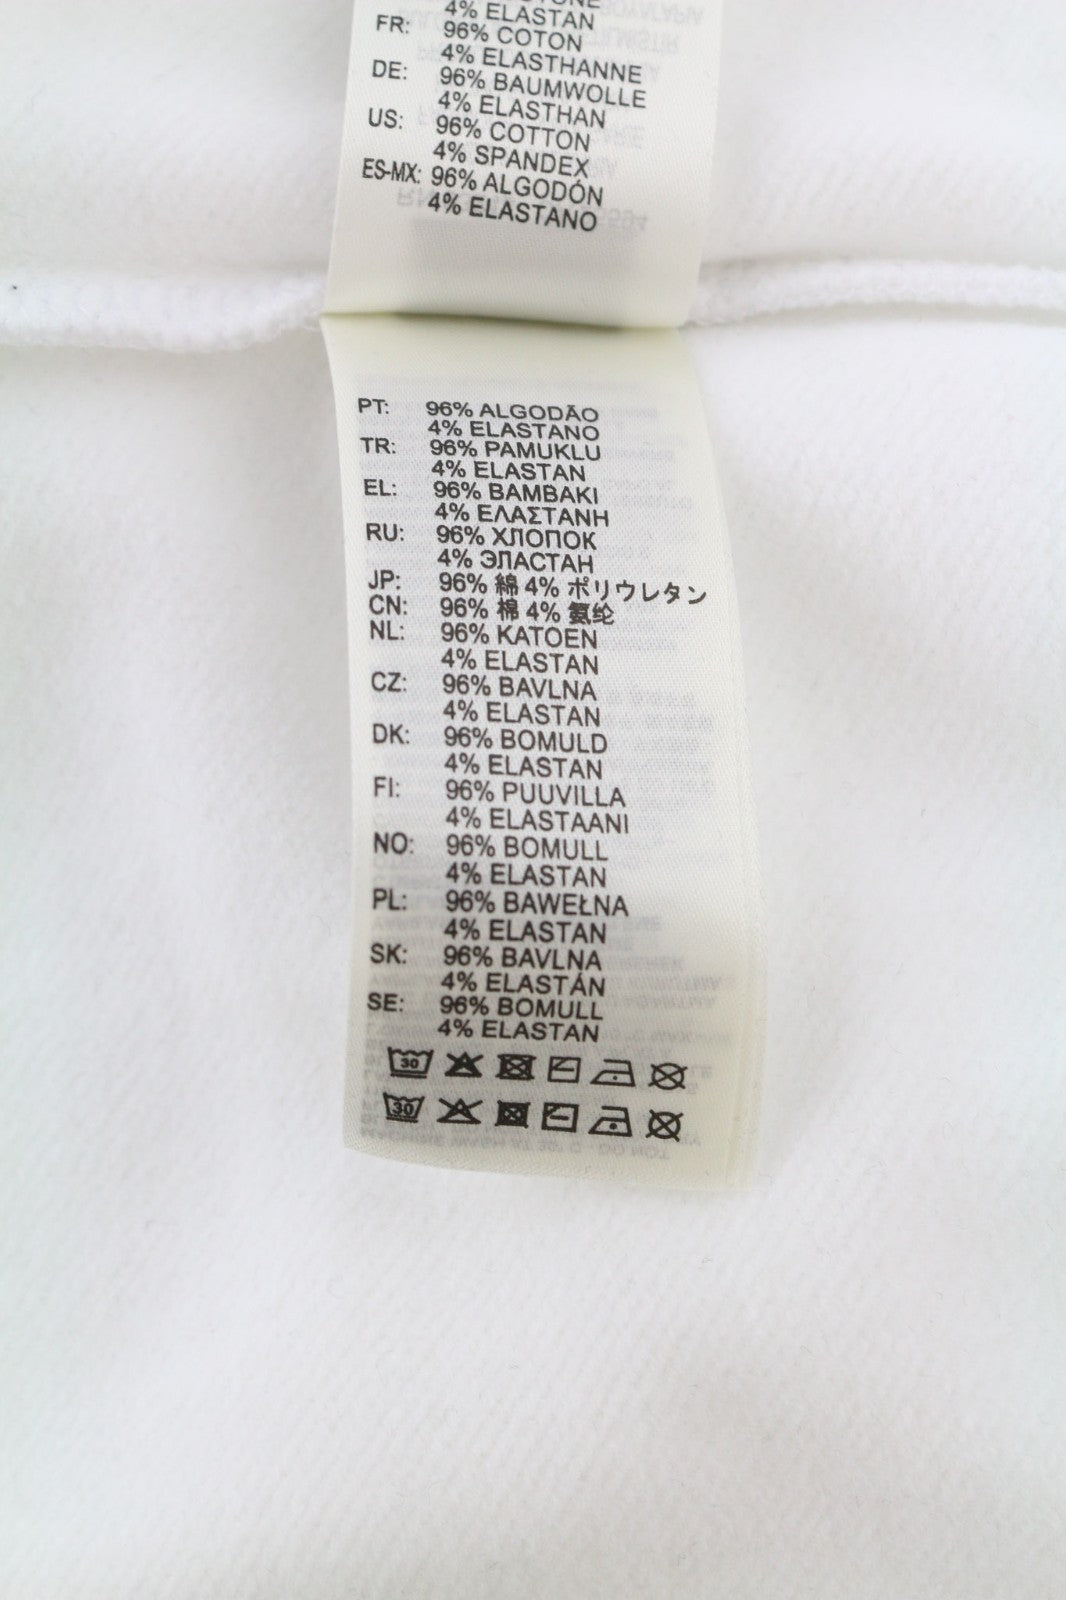 4% ELASTAN
FR: 96% COTON
4% ELASTHANNE
DE: 96% BAUMWOLLE
4% ELASTHAN
US: 96% COTTON
4% SPANDEX
ES-MX: 96% ALGODÓN
4% ELASTANO
PT: 96% ALGODÃO
4% ELASTANO
TR: 96% PAMUKLU
4% ELASTAN
EL: 96% ΒΑΜΒΑΚΙ
4% ΕΛΑΣΤΑΝΗ
RU: 96% ХЛОПОК
4% ЭЛАСТАН
JP: 96% 綿 4% ポリウレタン
CN: 96% 棉 4% 氨纶
NL: 96% KATOEN
4% ELASTAN
CZ: 96% BAVLNA
4% ELASTAN
DK: 96% BOMULD
4% ELASTAN
FI: 96% PUUVILLA
4% ELASTAANI
NO: 96% BOMULL
4% ELASTAN
PL: 96% BAWEŁNA
4% ELASTAN
SK: 96% BAVLNA
4% ELASTÁN
SE: 96% BOMULL
4% ELASTAN
30
30